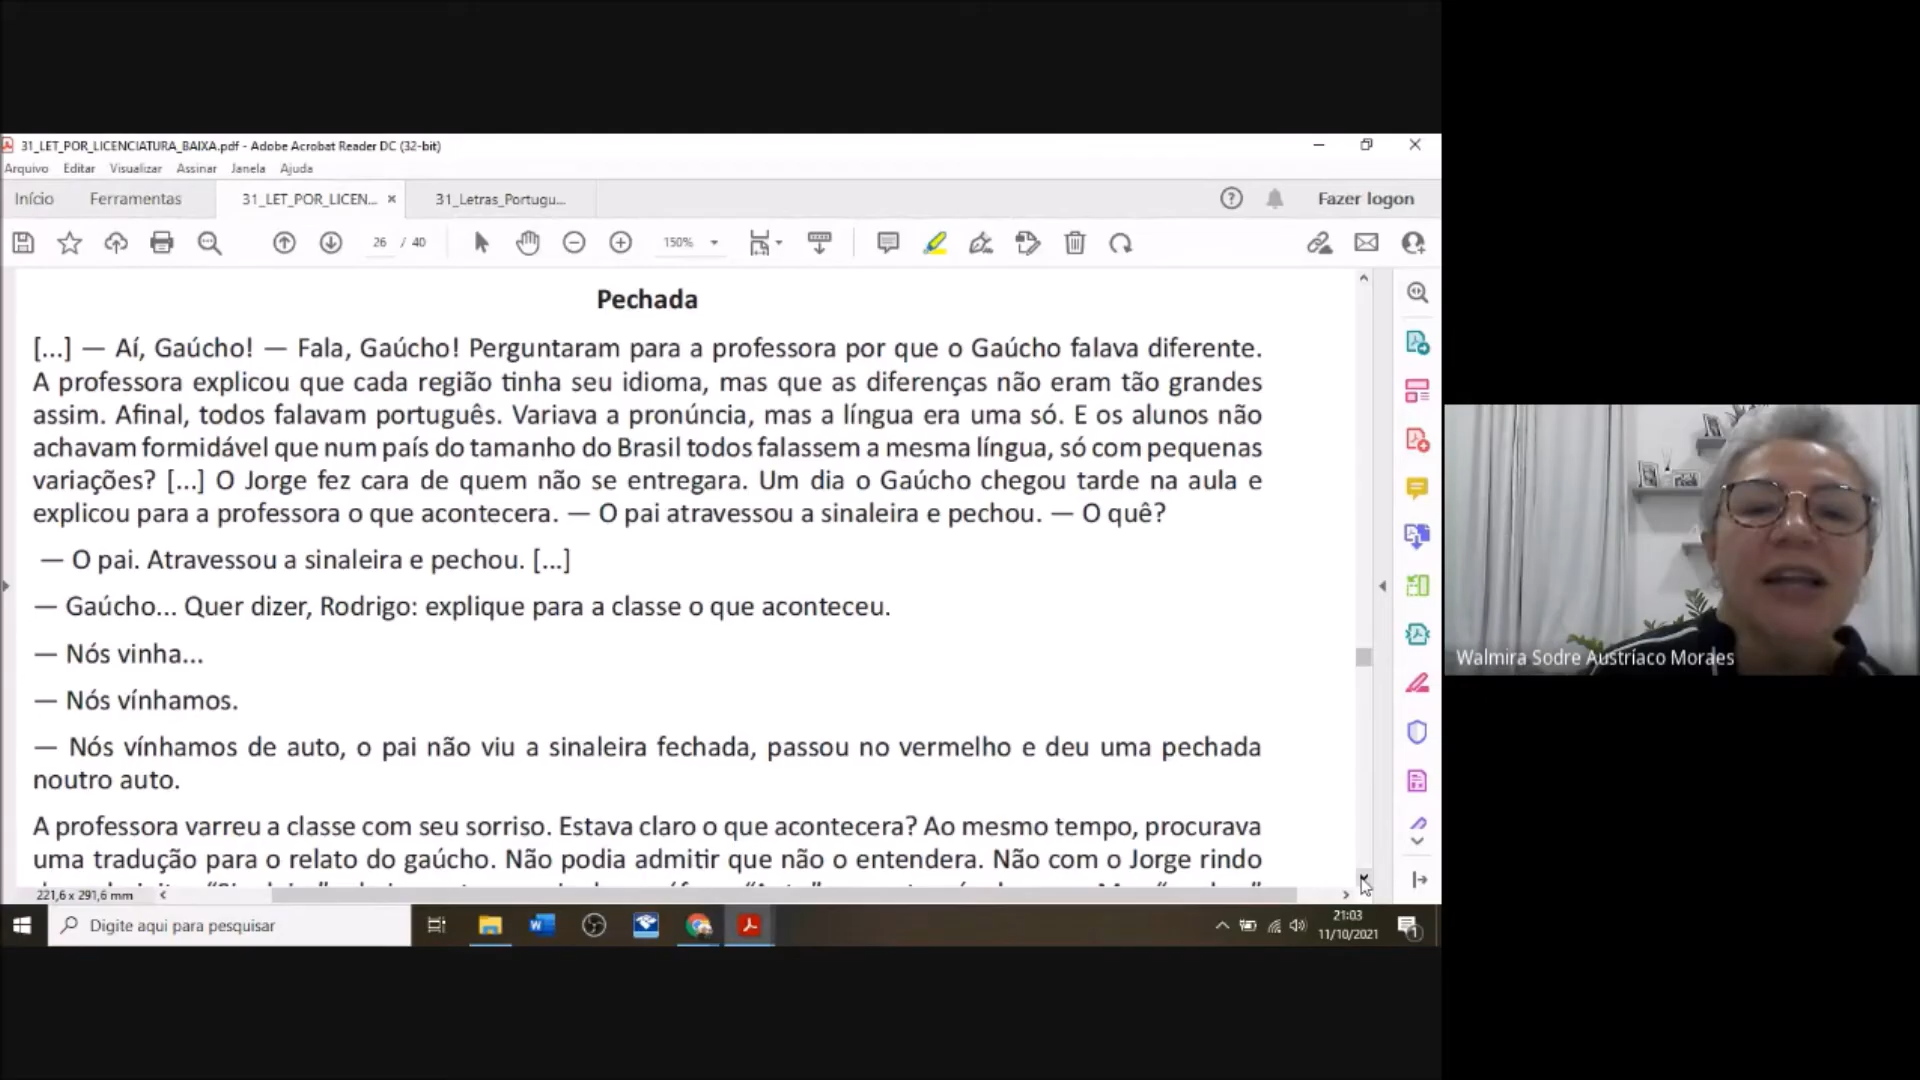 31_LET_POR_LICENCIATURA_BAIXA.pdf - Adobe Acrobat Reader DC (32-bit)
Arquivo Editar Visualizar Assinar Janela Ajuda
Início Ferramentas 31_LET_POR_LICEN... 31_Letras_Portugu... Fazer logon
26 / 40 150%
Pechada
[...] — Aí, Gaúcho! — Fala, Gaúcho! Perguntaram para a professora por que o Gaúcho falava diferente.
A professora explicou que cada região tinha seu idioma, mas que as diferenças não eram tão grandes
assim. Afinal, todos falavam português. Variava a pronúncia, mas a língua era uma só. E os alunos não
achavam formidável que num país do tamanho do Brasil todos falassem a mesma língua, só com pequenas
variações? [...] O Jorge fez cara de quem não se entregara. Um dia o Gaúcho chegou tarde na aula e
explicou para a professora o que acontecera. — O pai atravessou a sinaleira e pechou. — O quê?
— O pai. Atravessou a sinaleira e pechou. [...]
— Gaúcho... Quer dizer, Rodrigo: explique para a classe o que aconteceu.
— Nós vinha...
— Nós vínhamos.
— Nós vínhamos de auto, o pai não viu a sinaleira fechada, passou no vermelho e deu uma pechada
noutro auto.
A professora varreu a classe com seu sorriso. Estava claro o que acontecera? Ao mesmo tempo, procurava
uma tradução para o relato do gaúcho. Não podia admitir que não o entendera. Não com o Jorge rindo
221,6 x 291,6 mm
Digite aqui para pesquisar
21:03
11/10/2021
1
Walmira Sodre Austríaco Moraes